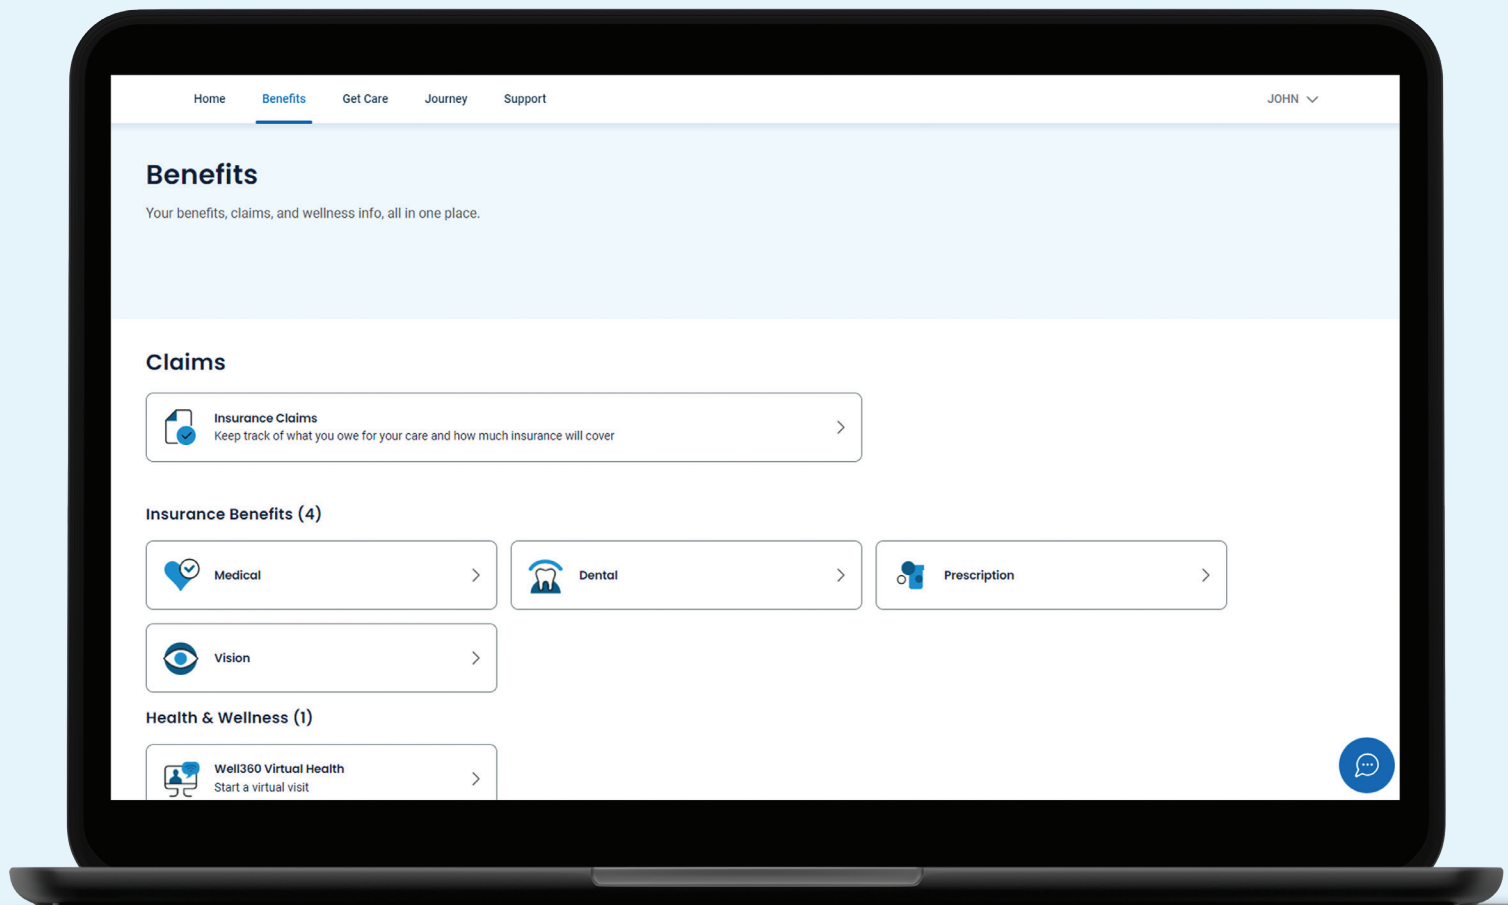 Home
Benefits
Get Care
Journey
Support
JOHN
Benefits
Your benefits, claims, and wellness info, all in one place.
Claims
Insurance Claims
Keep track of what you owe for your care and how much insurance will cover
Insurance Benefits (4)
Medical
Dental
Prescription
Vision
Health & Wellness (1)
Well360 Virtual Health
Start a virtual visit